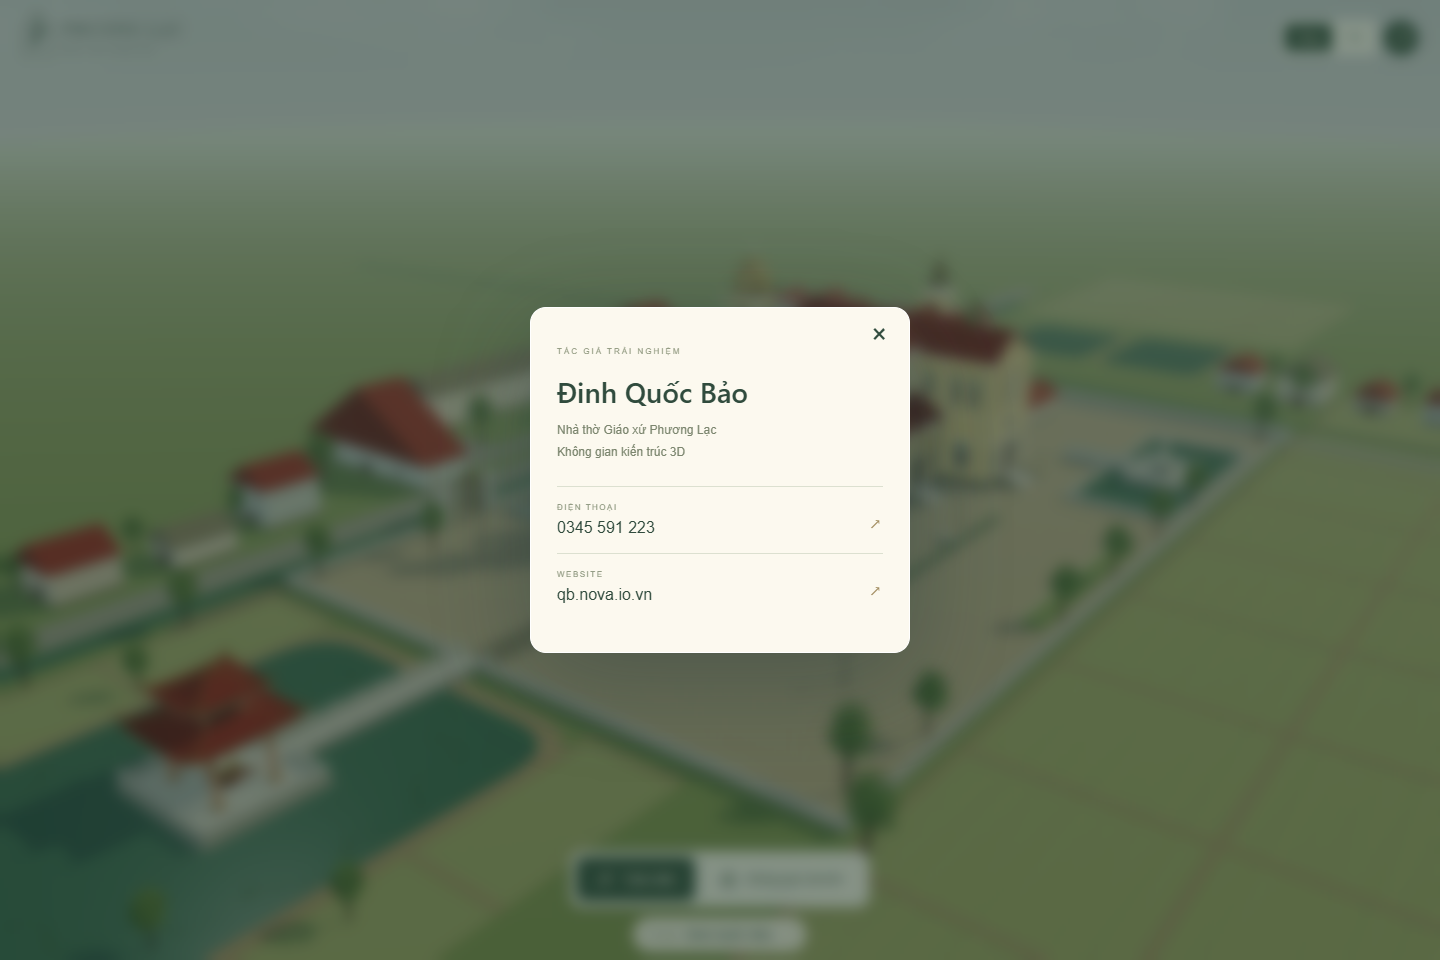 TÁC GIẢ TRẢI NGHIỆM
Đinh Quốc Bảo
Nhà thờ Giáo xứ Phương Lạc
Không gian kiến trúc 3D
ĐIỆN THOẠI
0345 591 223
WEBSITE
qb.nova.io.vn